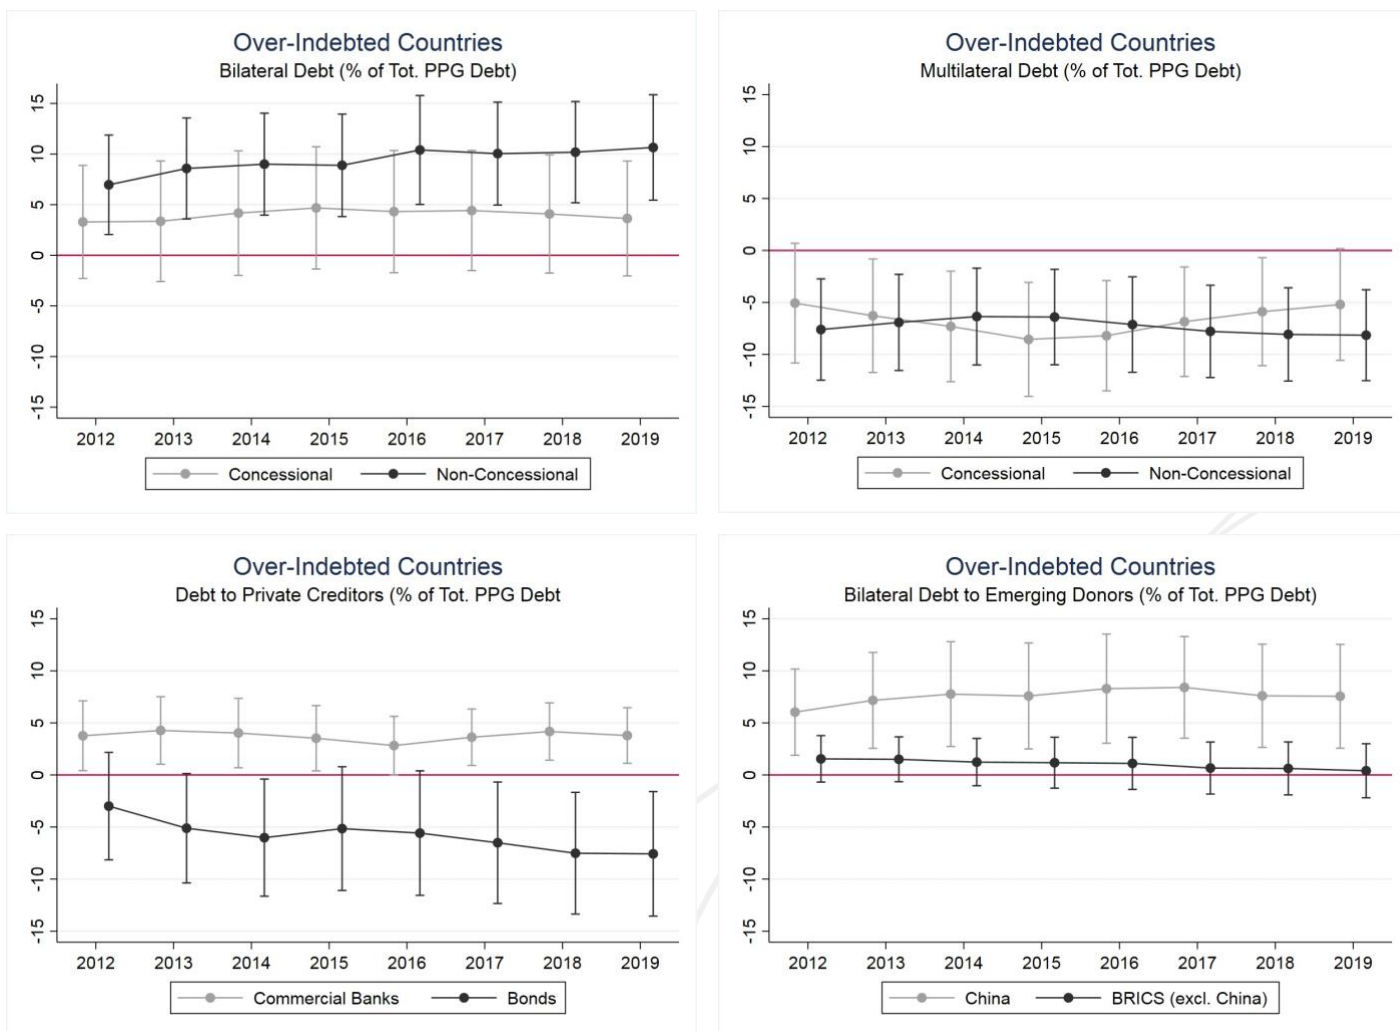 Over-Indebted Countries
Bilateral Debt (% of Tot. PPG Debt)
15
10
5
0
-5
-10
-15
2012 2013 2014 2015 2016 2017 2018 2019
Concessional Non-Concessional
Over-Indebted Countries
Multilateral Debt (% of Tot. PPG Debt)
15
10
5
0
-5
-10
-15
2012 2013 2014 2015 2016 2017 2018 2019
Concessional Non-Concessional
Over-Indebted Countries
Debt to Private Creditors (% of Tot. PPG Debt
15
10
5
0
-5
-10
-15
2012 2013 2014 2015 2016 2017 2018 2019
Commercial Banks Bonds
Over-Indebted Countries
Bilateral Debt to Emerging Donors (% of Tot. PPG Debt)
15
10
5
0
-5
-10
-15
2012 2013 2014 2015 2016 2017 2018 2019
China BRICS (excl. China)